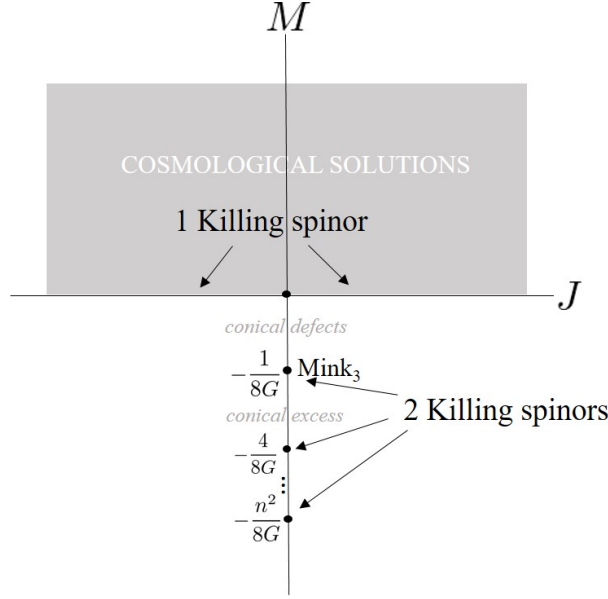 M
COSMOLOGICAL SOLUTIONS
1 Killing spinor
J
conical defects
-1/8G Mink₃
conical excess
2 Killing spinors
-4/8G
⋮
-n²/8G